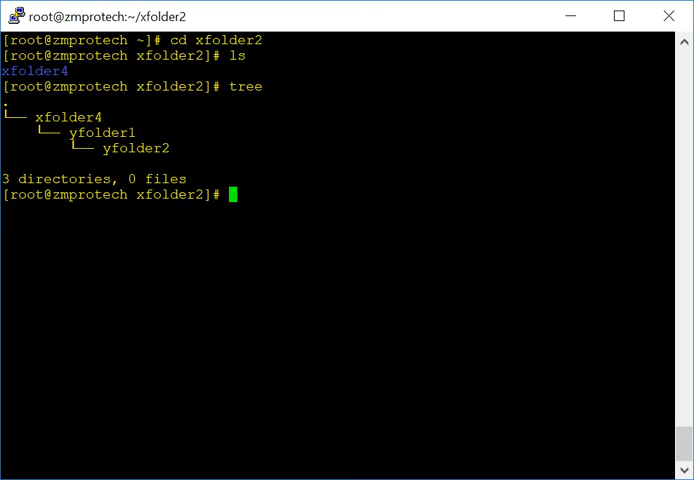 root@zmprotech:~/xfolder2
[root@zmprotech ~]# cd xfolder2
[root@zmprotech xfolder2]# ls
xfolder4
[root@zmprotech xfolder2]# tree
.
└── xfolder4
    └── yfolder1
        └── yfolder2

3 directories, 0 files
[root@zmprotech xfolder2]#